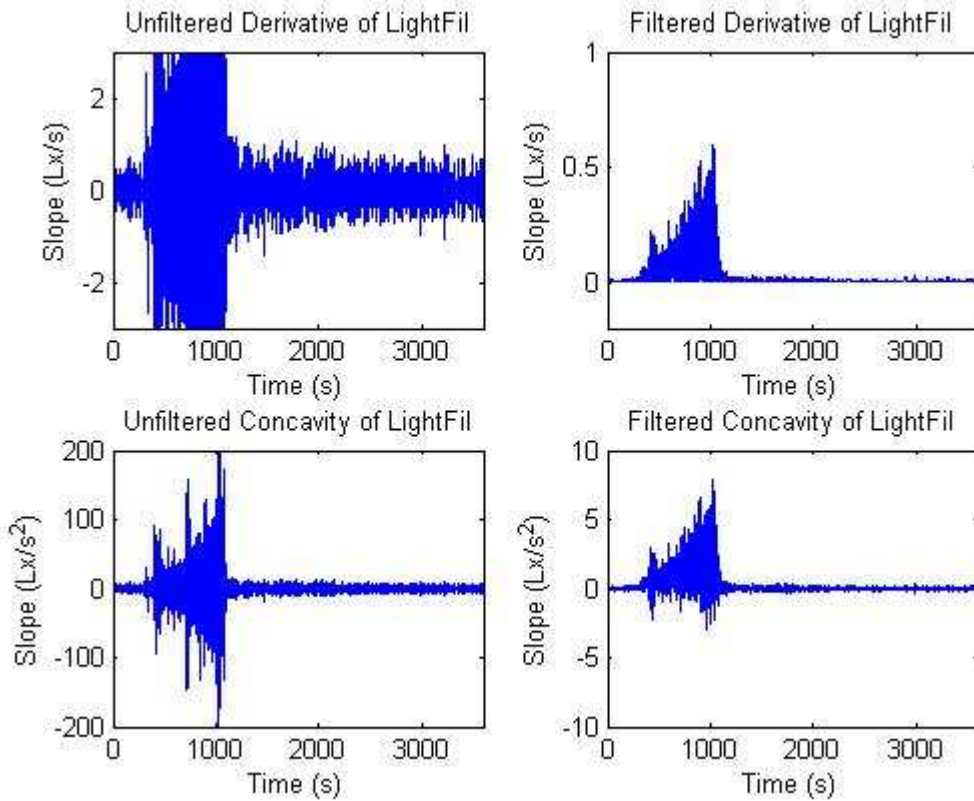 Unfiltered Derivative of LightFil
2
0
-2
Slope (Lx/s)
0 1000 2000 3000
Time (s)
Filtered Derivative of LightFil
1
0.5
0
Slope (Lx/s)
0 1000 2000 3000
Time (s)
Unfiltered Concavity of LightFil
200
100
0
-100
-200
Slope (Lx/s²)
0 1000 2000 3000
Time (s)
Filtered Concavity of LightFil
10
5
0
-5
-10
Slope (Lx/s²)
0 1000 2000 3000
Time (s)